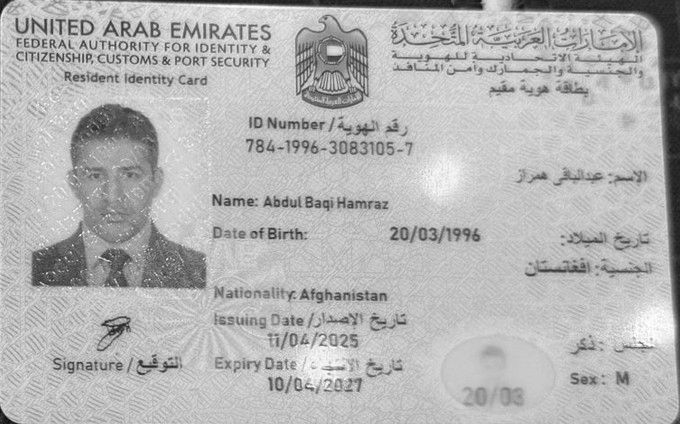 UNITED ARAB EMIRATES
FEDERAL AUTHORITY FOR IDENTITY &
CITIZENSHIP, CUSTOMS & PORT SECURITY
Resident Identity Card
الإمارات العربية المتحدة
الهيئة الاتحادية للهوية
والجنسية والجمارك وأمن المنافذ
بطاقة هوية مقيم
ID Number / رقم الهوية
784-1996-3083105-7
الاسم: عبدالباقى همراز
Name: Abdul Baqi Hamraz
Date of Birth: 20/03/1996 تاريخ الميلاد:
الجنسية: افغانستان
Nationality: Afghanistan
Issuing Date / تاريخ الإصدار
11/04/2025
Expiry Date / تاريخ
10/04/2027
Signature / التوقيع
الجنس: ذكر
Sex: M
20/03